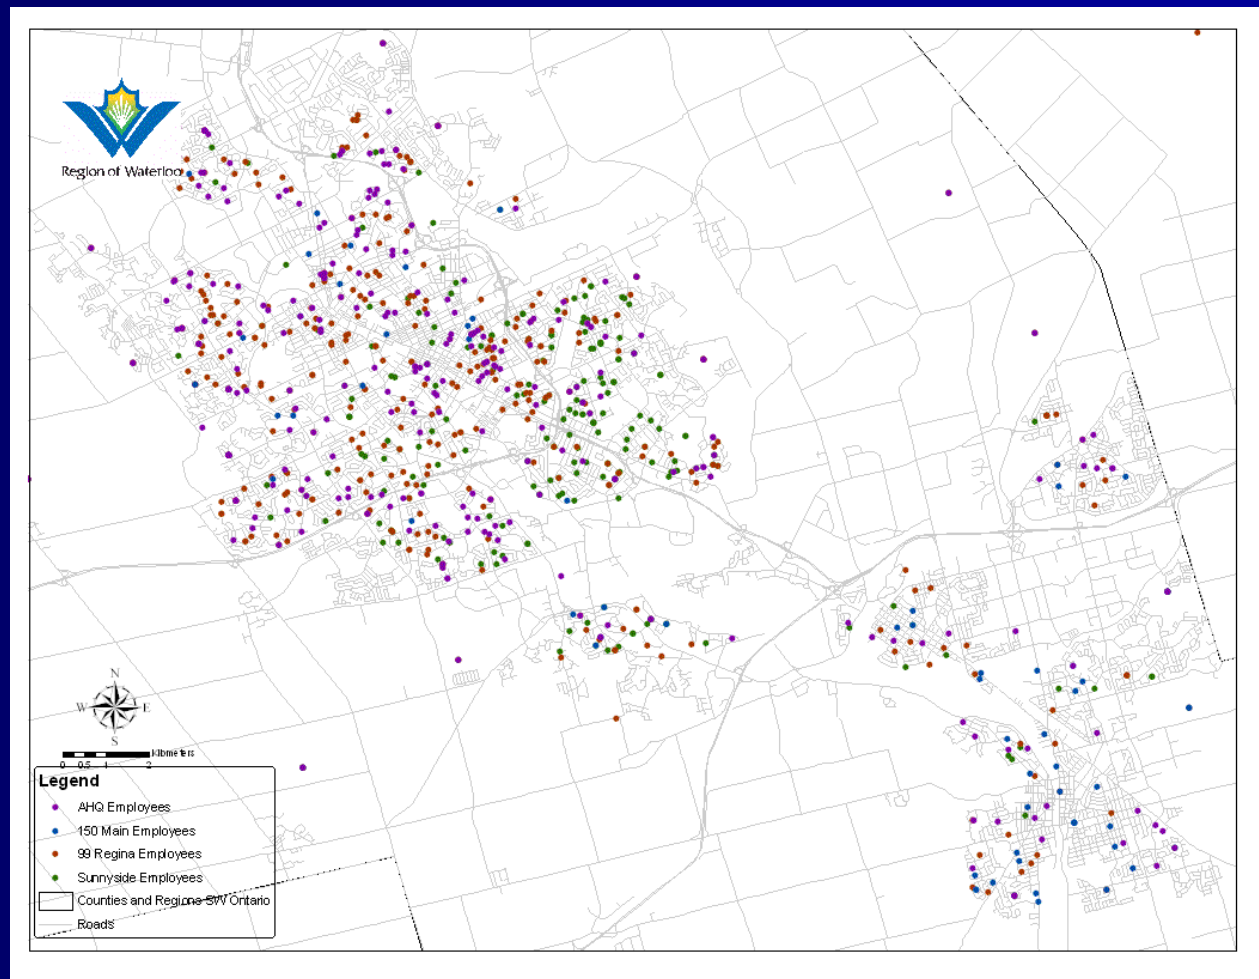 Region of Waterloo
N
W E
S
Kilometers
0 0.5 1 2
Legend
AHQ Employees
150 Main Employees
99 Regina Employees
Sunnyside Employees
Counties and Regions SW Ontario
Roads